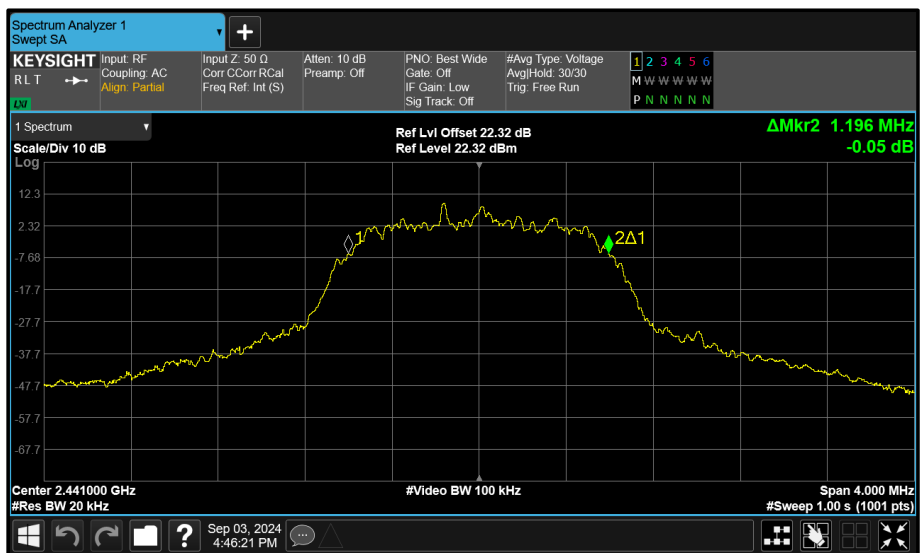 Spectrum Analyzer 1
Swept SA
KEYSIGHT
R L T
LXI
Input: RF
Coupling: AC
Align: Partial
Input Z: 50 Ω
Corr CCorr RCal
Freq Ref: Int (S)
Atten: 10 dB
Preamp: Off
PNO: Best Wide
Gate: Off
IF Gain: Low
Sig Track: Off
#Avg Type: Voltage
Avg|Hold: 30/30
Trig: Free Run
1 2 3 4 5 6
M W W W W W
P N N N N N
1 Spectrum
Scale/Div 10 dB
Ref Lvl Offset 22.32 dB
Ref Level 22.32 dBm
ΔMkr2 1.196 MHz
-0.05 dB
Log
12.3
2.32
-7.68
-17.7
-27.7
-37.7
-47.7
-57.7
-67.7
1
2Δ1
Center 2.441000 GHz
#Res BW 20 kHz
#Video BW 100 kHz
Span 4.000 MHz
#Sweep 1.00 s (1001 pts)
?
Sep 03, 2024
4:46:21 PM